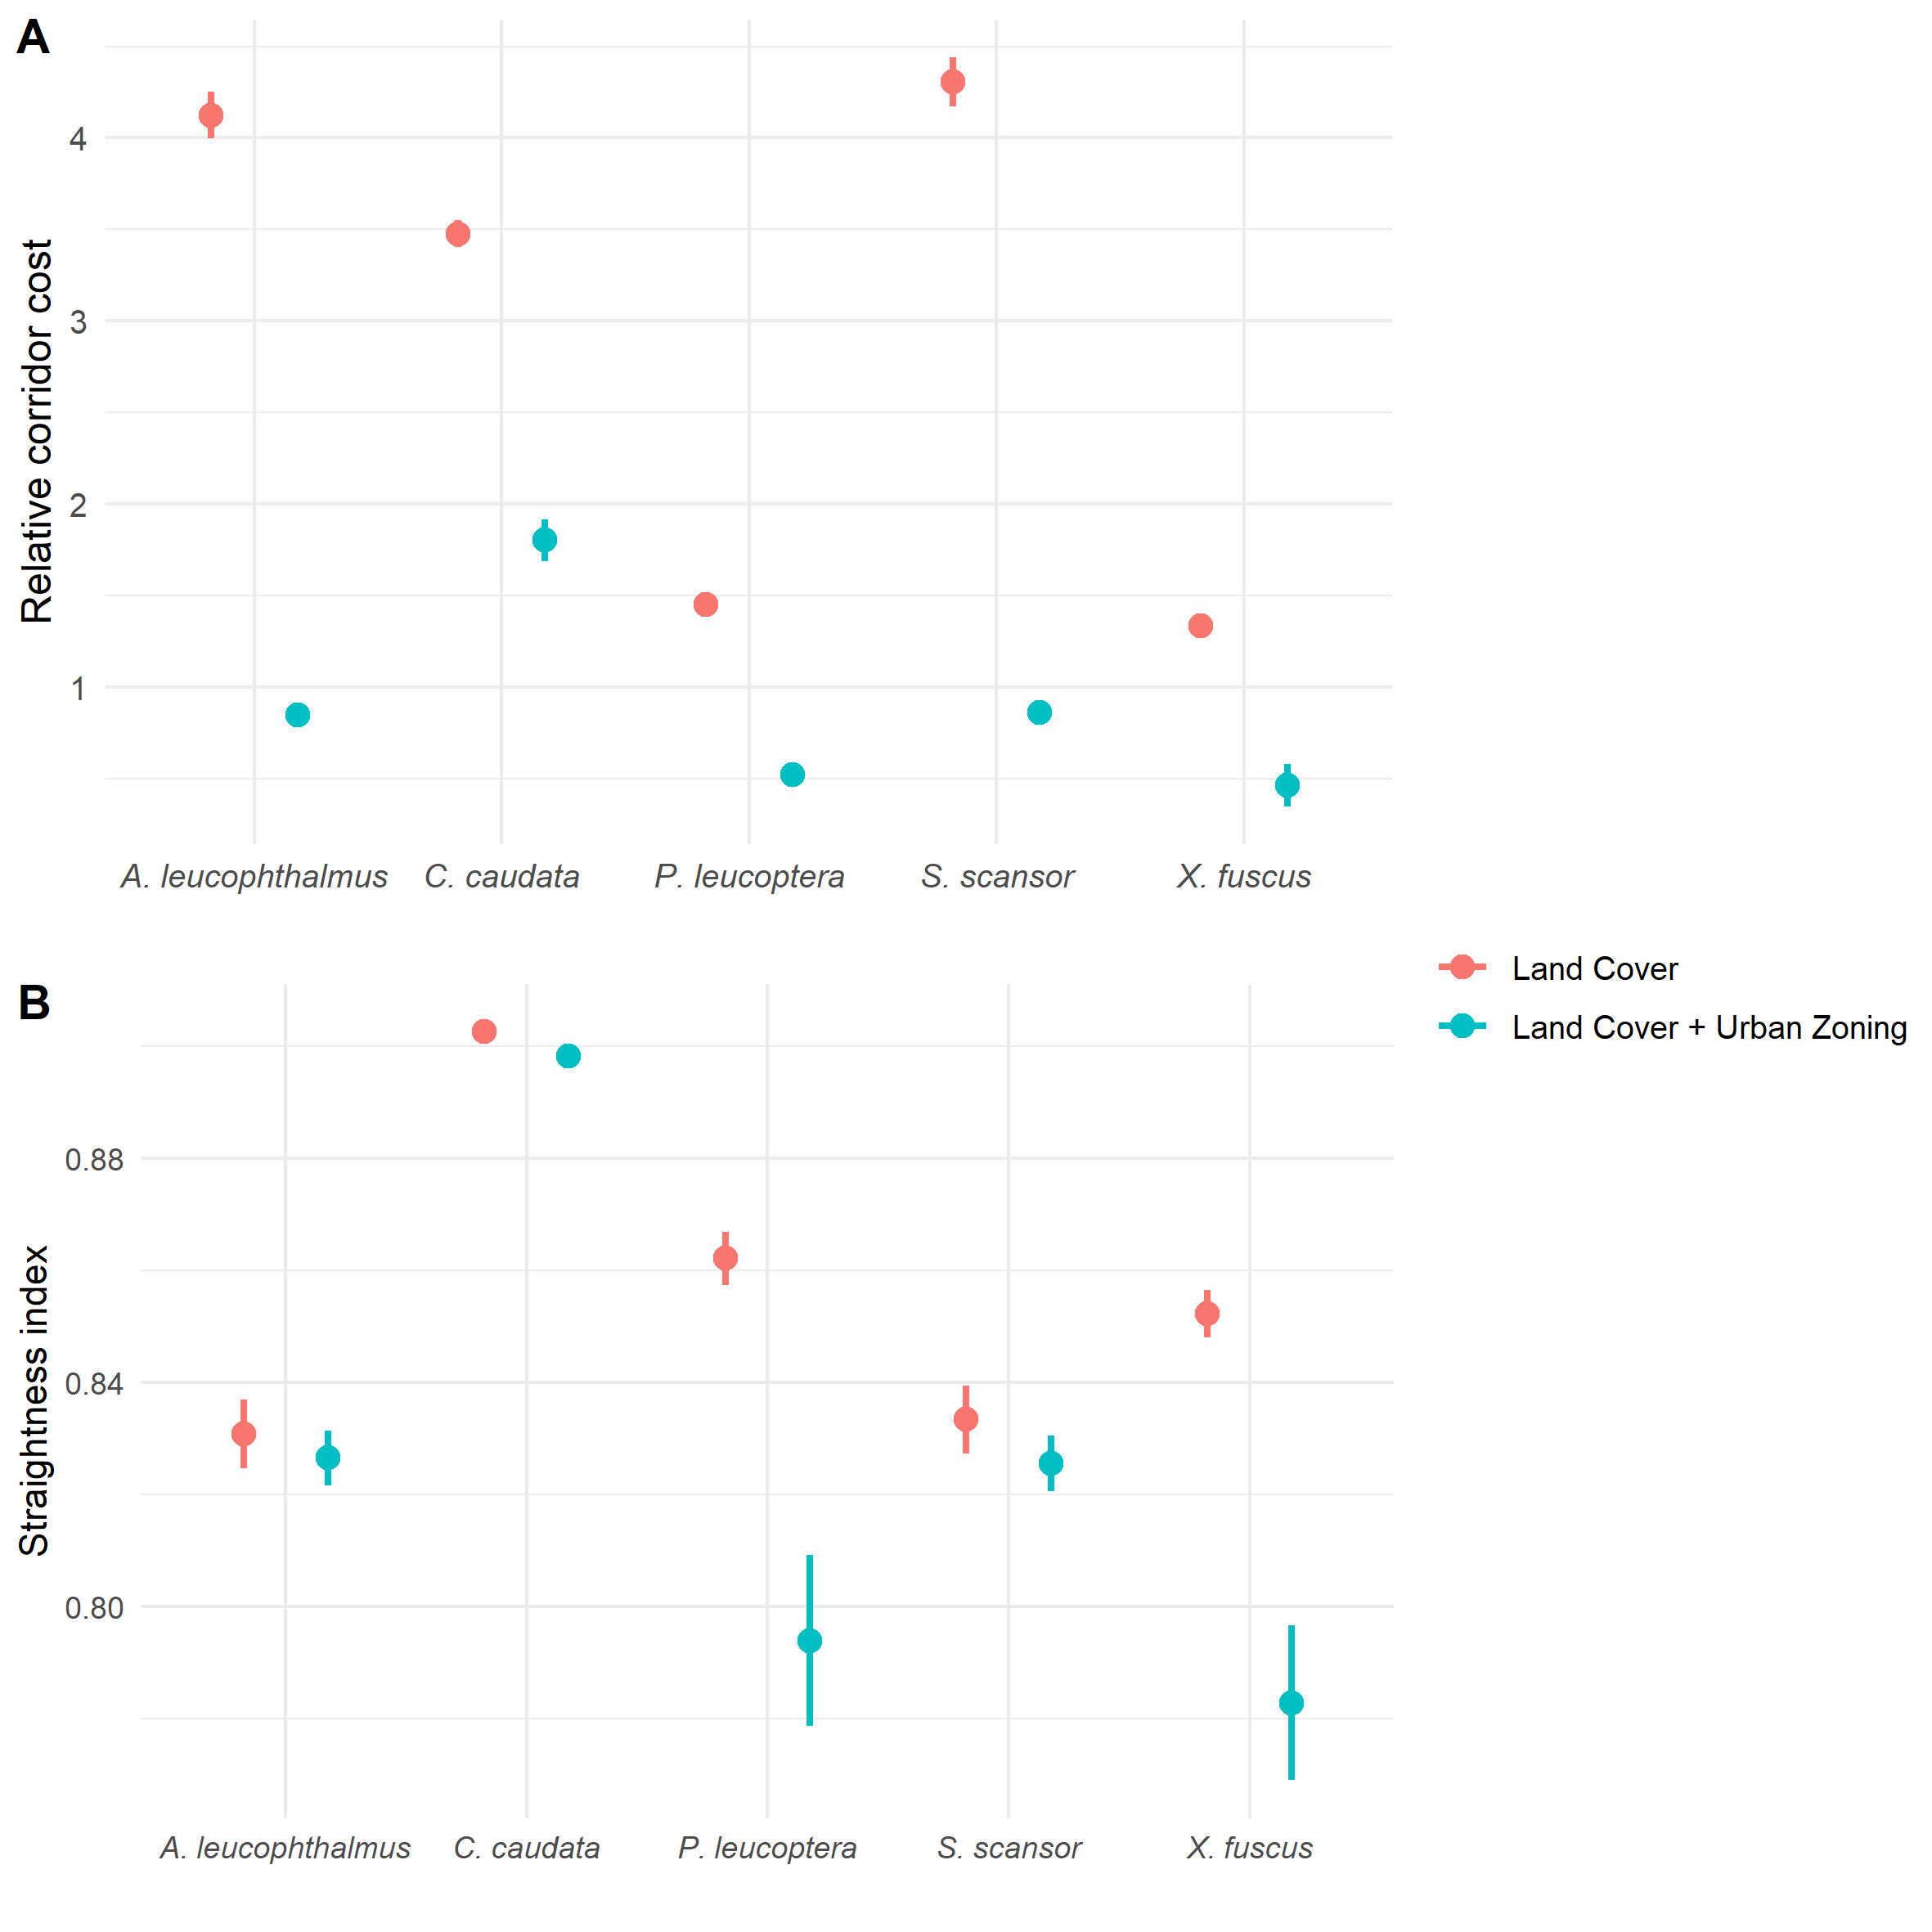 A
Relative corridor cost
4
3
2
1
A. leucophthalmus
C. caudata
P. leucoptera
S. scansor
X. fuscus
Land Cover
Land Cover + Urban Zoning
B
Straightness index
0.88
0.84
0.80
A. leucophthalmus
C. caudata
P. leucoptera
S. scansor
X. fuscus